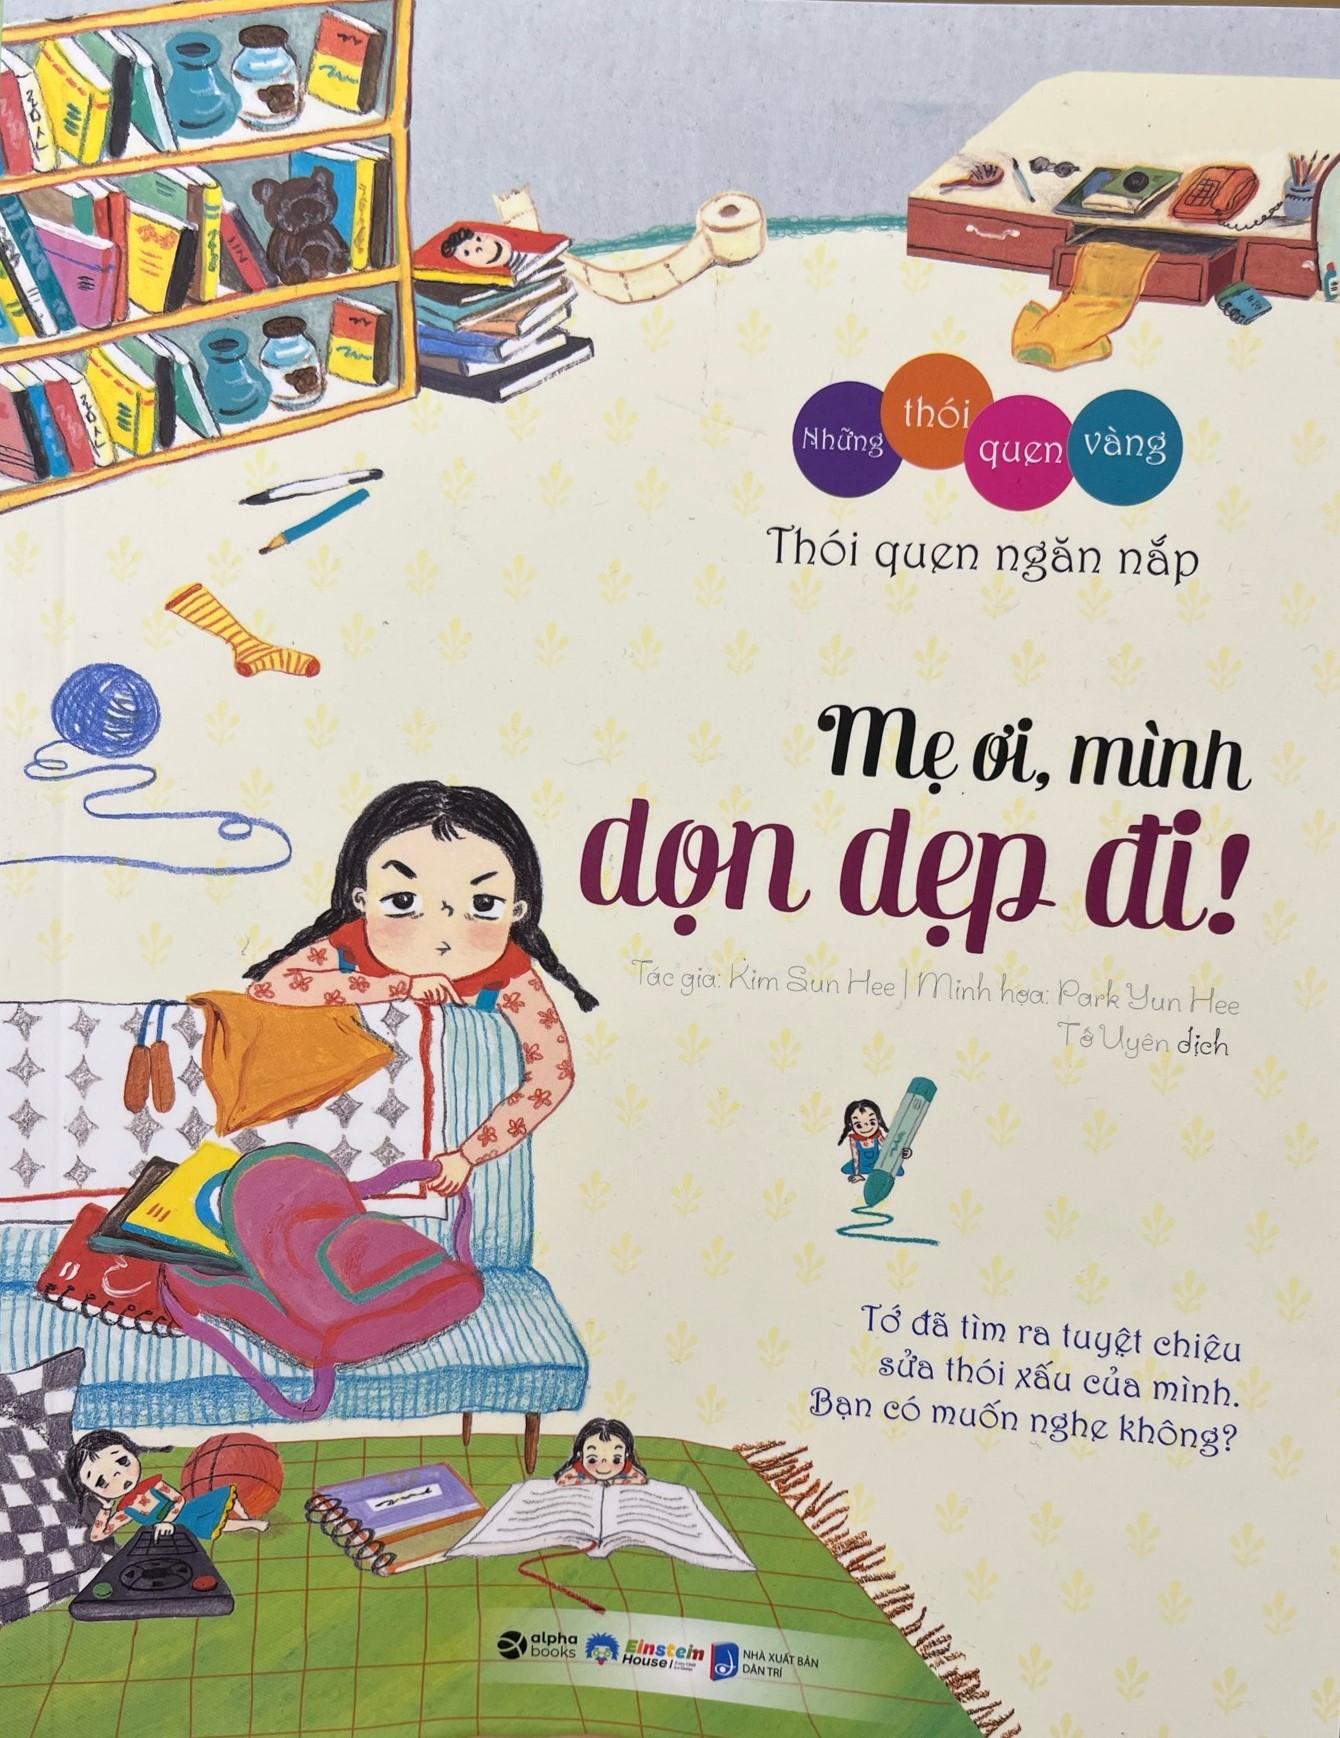 Những thói quen vàng
Thói quen ngăn nắp
Mẹ ơi, mình
dọn dẹp đi!
Tác giả: Kim Sun Hee | Minh họa: Park Yun Hee
Tố Uyên dịch
Tớ đã tìm ra tuyệt chiêu
sửa thói xấu của mình.
Bạn có muốn nghe không?
alpha
books
Einstein
House
NHÀ XUẤT BẢN
DÂN TRÍ